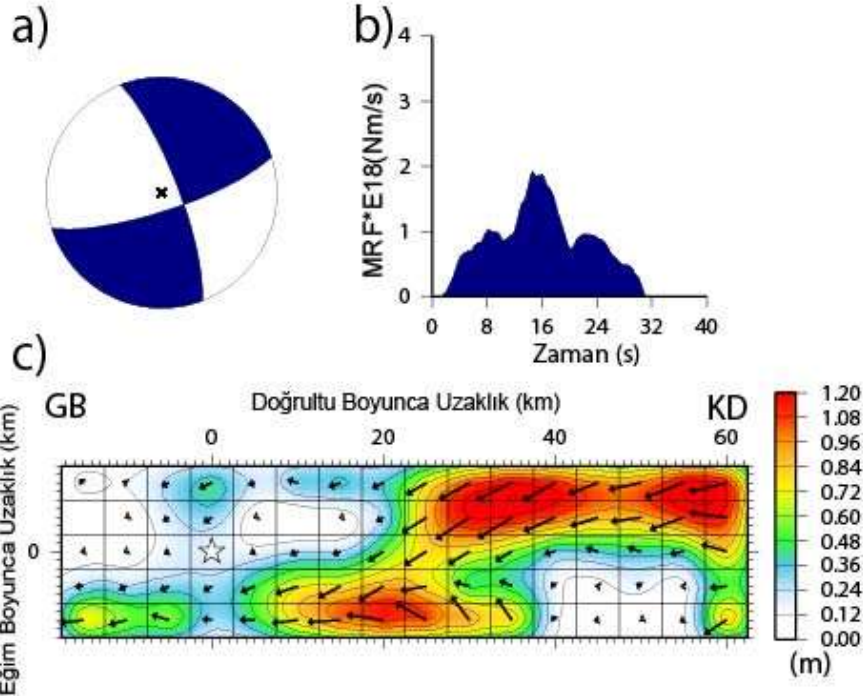 a)
b)
4
3
2
1
0
MRF*E18(Nm/s)
0 8 16 24 32 40
Zaman (s)
c)
GB
Doğrultu Boyunca Uzaklık (km)
KD
0 20 40 60
0
Eğim Boyunca Uzaklık (km)
1.20
1.08
0.96
0.84
0.72
0.60
0.48
0.36
0.24
0.12
0.00
(m)